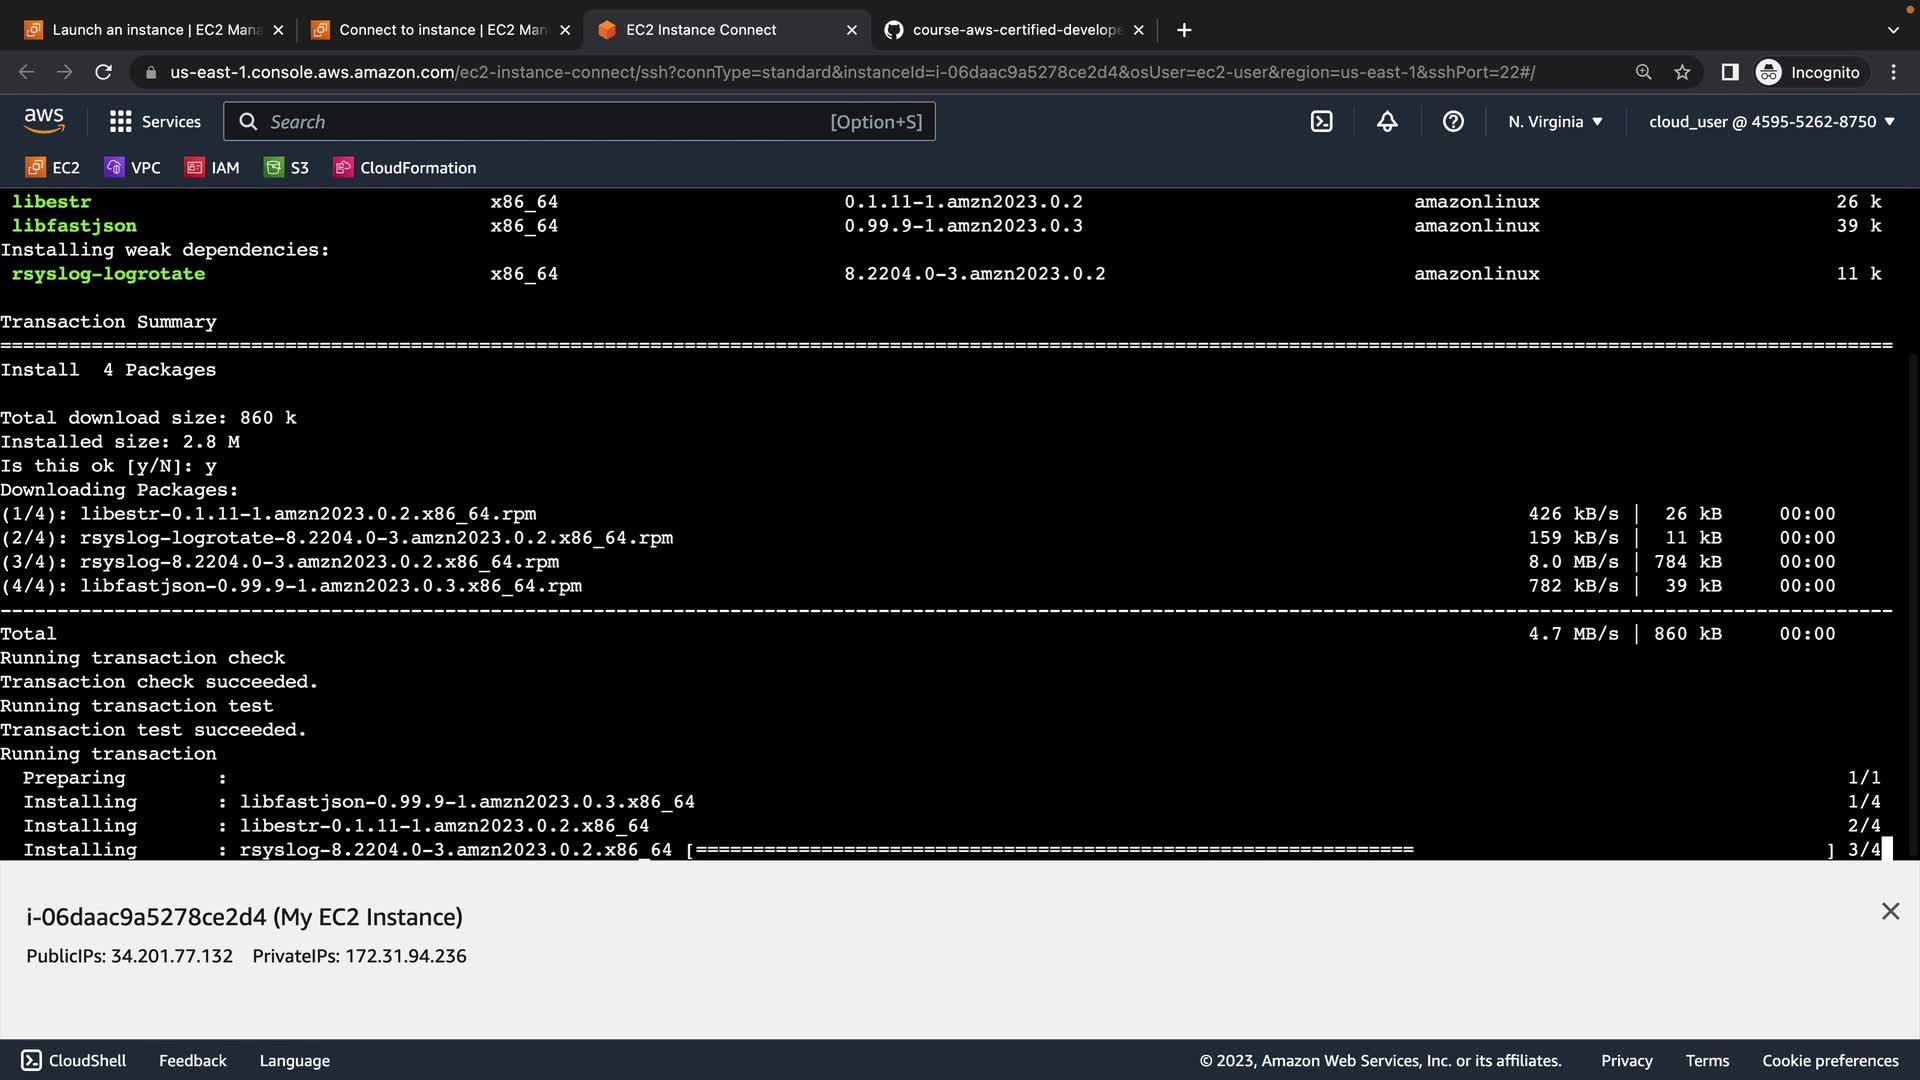 Launch an instance | EC2 Mana
Connect to instance | EC2 Man
EC2 Instance Connect
course-aws-certified-develope
us-east-1.console.aws.amazon.com/ec2-instance-connect/ssh?connType=standard&instanceId=i-06daac9a5278ce2d4&osUser=ec2-user&region=us-east-1&sshPort=22#/
Incognito
aws
Services
Search
[Option+S]
N. Virginia
cloud_user @ 4595-5262-8750
EC2
VPC
IAM
S3
CloudFormation
libestr x86_64 0.1.11-1.amzn2023.0.2 amazonlinux 26 k
libfastjson x86_64 0.99.9-1.amzn2023.0.3 amazonlinux 39 k
Installing weak dependencies:
rsyslog-logrotate x86_64 8.2204.0-3.amzn2023.0.2 amazonlinux 11 k
Transaction Summary
================================================================================
Install  4 Packages
Total download size: 860 k
Installed size: 2.8 M
Is this ok [y/N]: y
Downloading Packages:
(1/4): libestr-0.1.11-1.amzn2023.0.2.x86_64.rpm 426 kB/s | 26 kB 00:00
(2/4): rsyslog-logrotate-8.2204.0-3.amzn2023.0.2.x86_64.rpm 159 kB/s | 11 kB 00:00
(3/4): rsyslog-8.2204.0-3.amzn2023.0.2.x86_64.rpm 8.0 MB/s | 784 kB 00:00
(4/4): libfastjson-0.99.9-1.amzn2023.0.3.x86_64.rpm 782 kB/s | 39 kB 00:00
--------------------------------------------------------------------------------
Total 4.7 MB/s | 860 kB 00:00
Running transaction check
Transaction check succeeded.
Running transaction test
Transaction test succeeded.
Running transaction
Preparing : 1/1
Installing : libfastjson-0.99.9-1.amzn2023.0.3.x86_64 1/4
Installing : libestr-0.1.11-1.amzn2023.0.2.x86_64 2/4
Installing : rsyslog-8.2204.0-3.amzn2023.0.2.x86_64 [=============================================================== ] 3/4
i-06daac9a5278ce2d4 (My EC2 Instance)
PublicIPs: 34.201.77.132 PrivateIPs: 172.31.94.236
CloudShell
Feedback
Language
© 2023, Amazon Web Services, Inc. or its affiliates.
Privacy
Terms
Cookie preferences